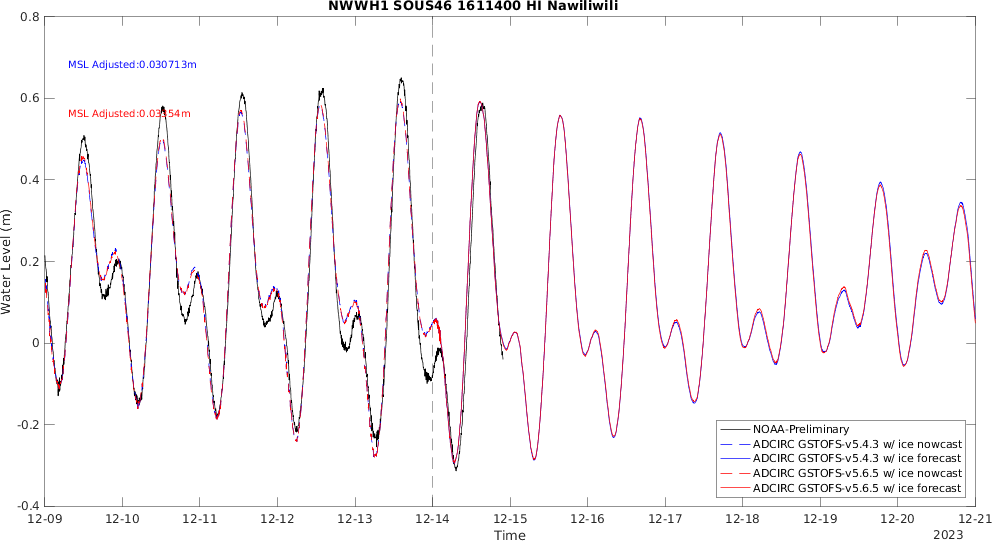 NWWH1 SOUS46 1611400 HI Nawiliwili
0.8
0.6
0.4
0.2
0
-0.2
-0.4
Water Level (m)
MSL Adjusted:0.030713m
MSL Adjusted:0.03354m
NOAA-Preliminary
ADCIRC GSTOFS-v5.4.3 w/ ice nowcast
ADCIRC GSTOFS-v5.4.3 w/ ice forecast
ADCIRC GSTOFS-v5.6.5 w/ ice nowcast
ADCIRC GSTOFS-v5.6.5 w/ ice forecast
12-09 12-10 12-11 12-12 12-13 12-14 12-15 12-16 12-17 12-18 12-19 12-20 12-21
Time
2023